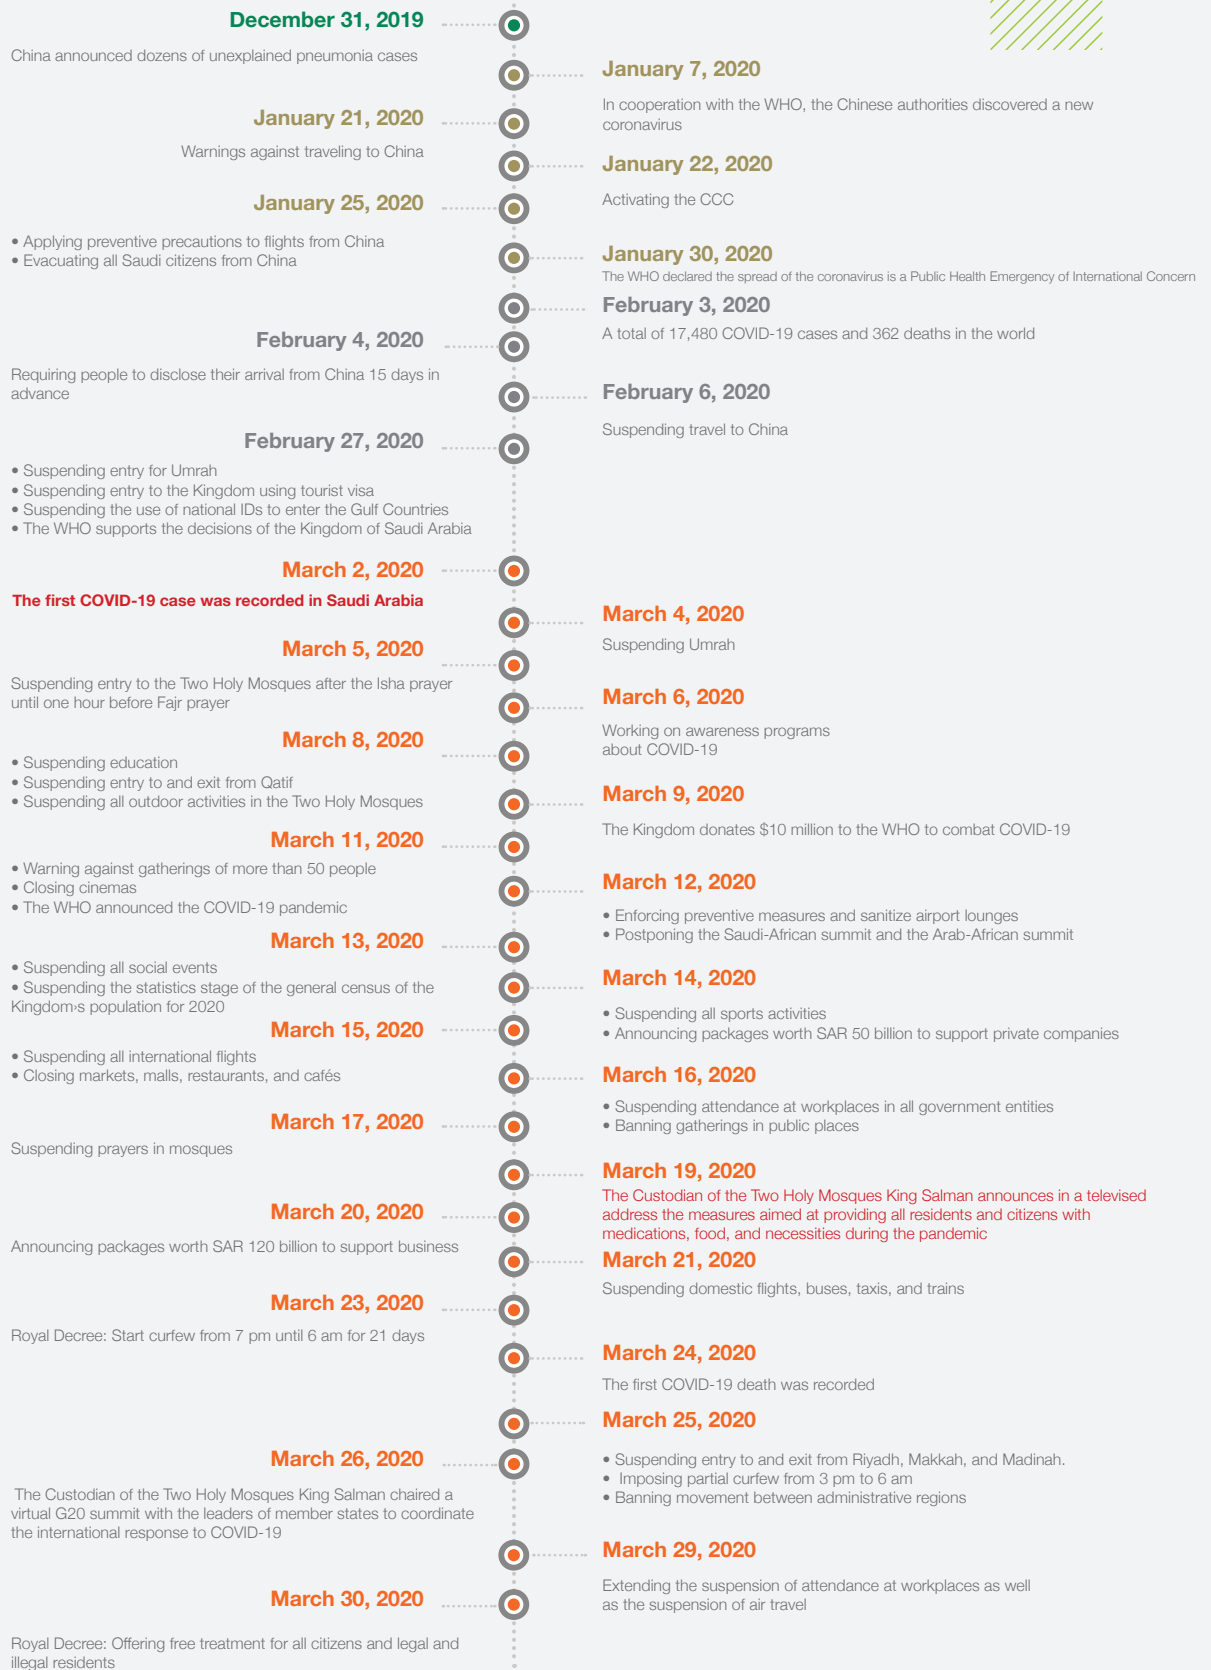 December 31, 2019
China announced dozens of unexplained pneumonia cases
January 7, 2020
In cooperation with the WHO, the Chinese authorities discovered a new
coronavirus
January 21, 2020
Warnings against traveling to China
January 22, 2020
Activating the CCC
January 25, 2020
• Applying preventive precautions to flights from China
• Evacuating all Saudi citizens from China
January 30, 2020
The WHO declared the spread of the coronavirus is a Public Health Emergency of International Concern
February 3, 2020
A total of 17,480 COVID-19 cases and 362 deaths in the world
February 4, 2020
Requiring people to disclose their arrival from China 15 days in
advance
February 6, 2020
Suspending travel to China
February 27, 2020
• Suspending entry for Umrah
• Suspending entry to the Kingdom using tourist visa
• Suspending the use of national IDs to enter the Gulf Countries
• The WHO supports the decisions of the Kingdom of Saudi Arabia
March 2, 2020
The first COVID-19 case was recorded in Saudi Arabia
March 4, 2020
Suspending Umrah
March 5, 2020
Suspending entry to the Two Holy Mosques after the Isha prayer
until one hour before Fajr prayer
March 6, 2020
Working on awareness programs
about COVID-19
March 8, 2020
• Suspending education
• Suspending entry to and exit from Qatif
• Suspending all outdoor activities in the Two Holy Mosques
March 9, 2020
The Kingdom donates $10 million to the WHO to combat COVID-19
March 11, 2020
• Warning against gatherings of more than 50 people
• Closing cinemas
• The WHO announced the COVID-19 pandemic
March 12, 2020
• Enforcing preventive measures and sanitize airport lounges
• Postponing the Saudi-African summit and the Arab-African summit
March 13, 2020
• Suspending all social events
• Suspending the statistics stage of the general census of the
Kingdom›s population for 2020
March 14, 2020
• Suspending all sports activities
• Announcing packages worth SAR 50 billion to support private companies
March 15, 2020
• Suspending all international flights
• Closing markets, malls, restaurants, and cafés
March 16, 2020
• Suspending attendance at workplaces in all government entities
• Banning gatherings in public places
March 17, 2020
Suspending prayers in mosques
March 19, 2020
The Custodian of the Two Holy Mosques King Salman announces in a televised
address the measures aimed at providing all residents and citizens with
medications, food, and necessities during the pandemic
March 20, 2020
Announcing packages worth SAR 120 billion to support business
March 21, 2020
Suspending domestic flights, buses, taxis, and trains
March 23, 2020
Royal Decree: Start curfew from 7 pm until 6 am for 21 days
March 24, 2020
The first COVID-19 death was recorded
March 25, 2020
• Suspending entry to and exit from Riyadh, Makkah, and Madinah.
• Imposing partial curfew from 3 pm to 6 am
• Banning movement between administrative regions
March 26, 2020
The Custodian of the Two Holy Mosques King Salman chaired a
virtual G20 summit with the leaders of member states to coordinate
the international response to COVID-19
March 29, 2020
Extending the suspension of attendance at workplaces as well
as the suspension of air travel
March 30, 2020
Royal Decree: Offering free treatment for all citizens and legal and
illegal residents